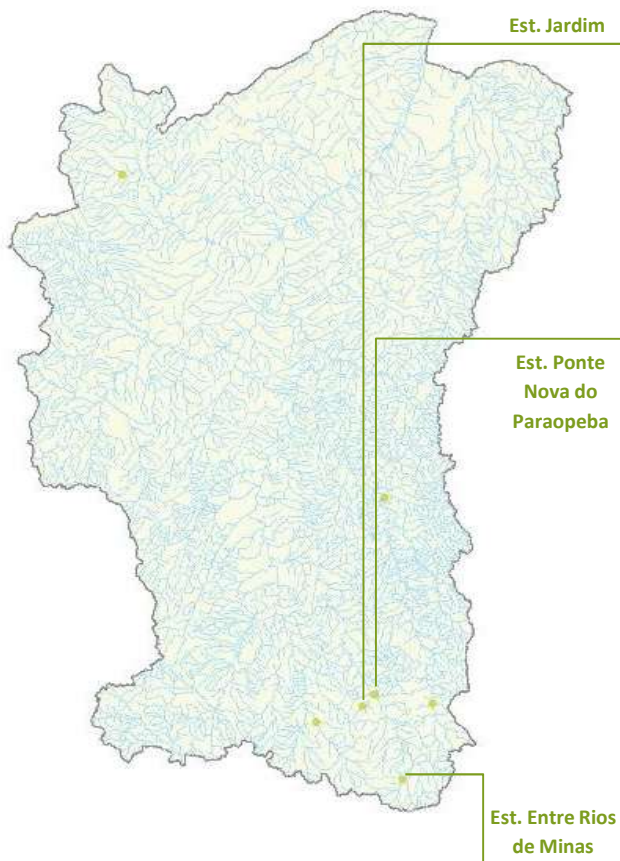 Est. Jardim
Est. Ponte
Nova do
Paraopeba
Est. Entre Rios
de Minas